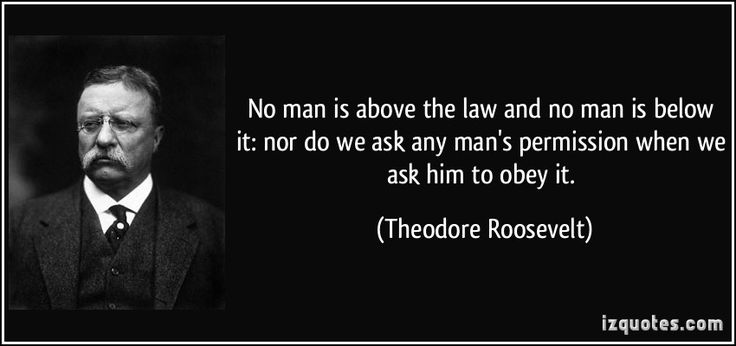 No man is above the law and no man is below
it: nor do we ask any man's permission when we
ask him to obey it.
(Theodore Roosevelt)
izquotes.com